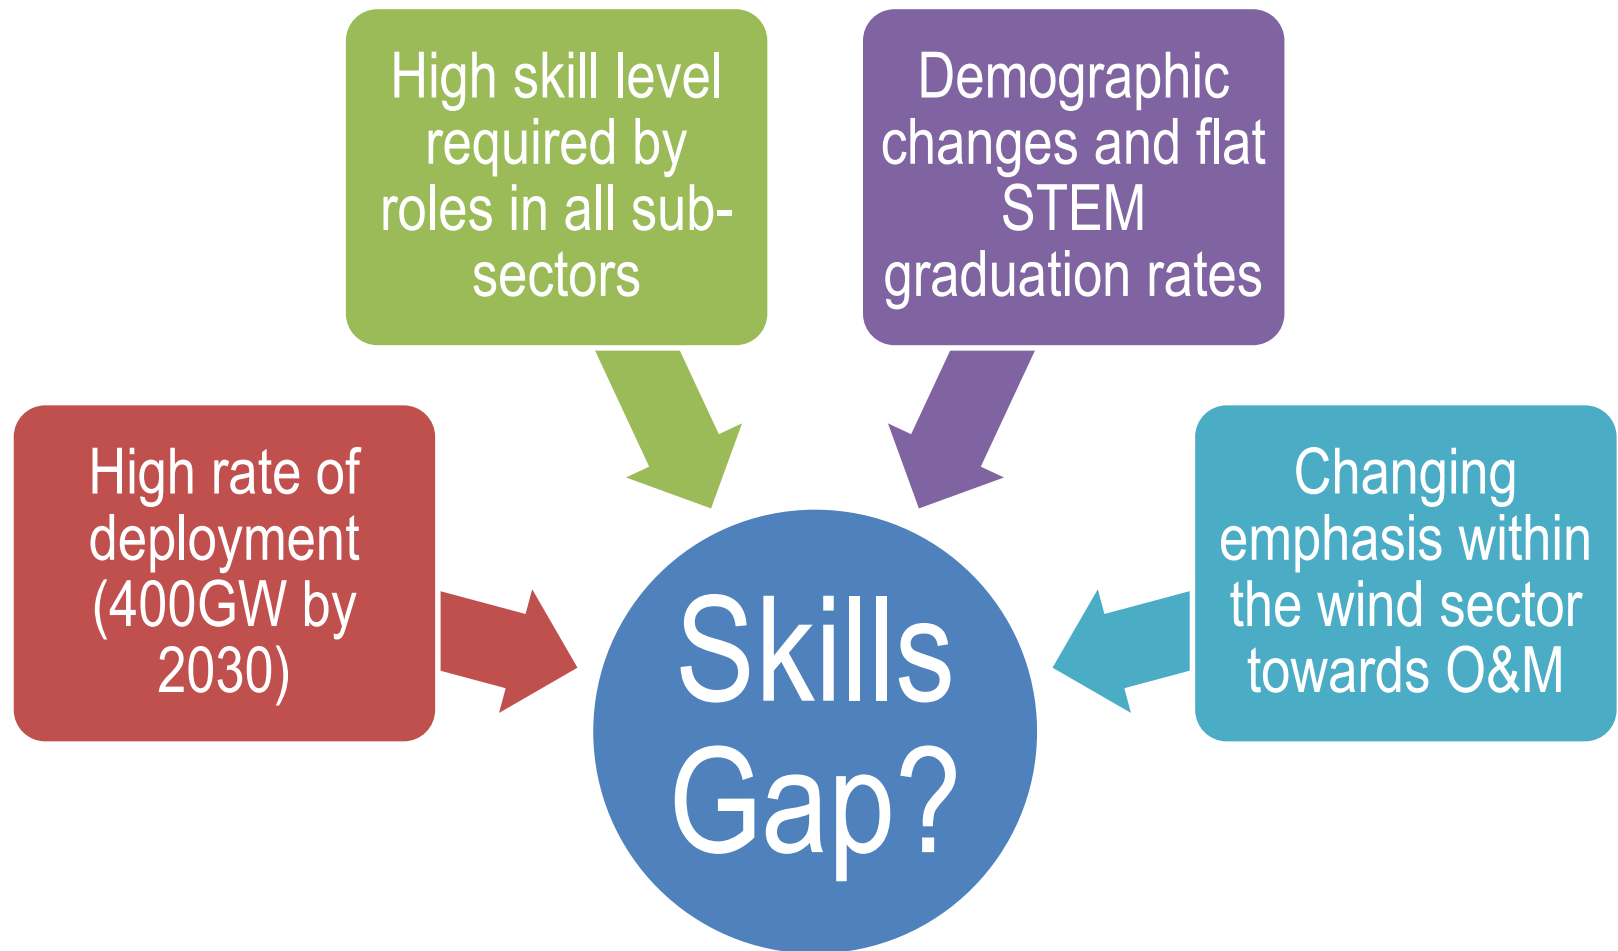 High skill level
required by
roles in all sub-
sectors
Demographic
changes and flat
STEM
graduation rates
High rate of
deployment
(400GW by
2030)
Changing
emphasis within
the wind sector
towards O&M
Skills
Gap?